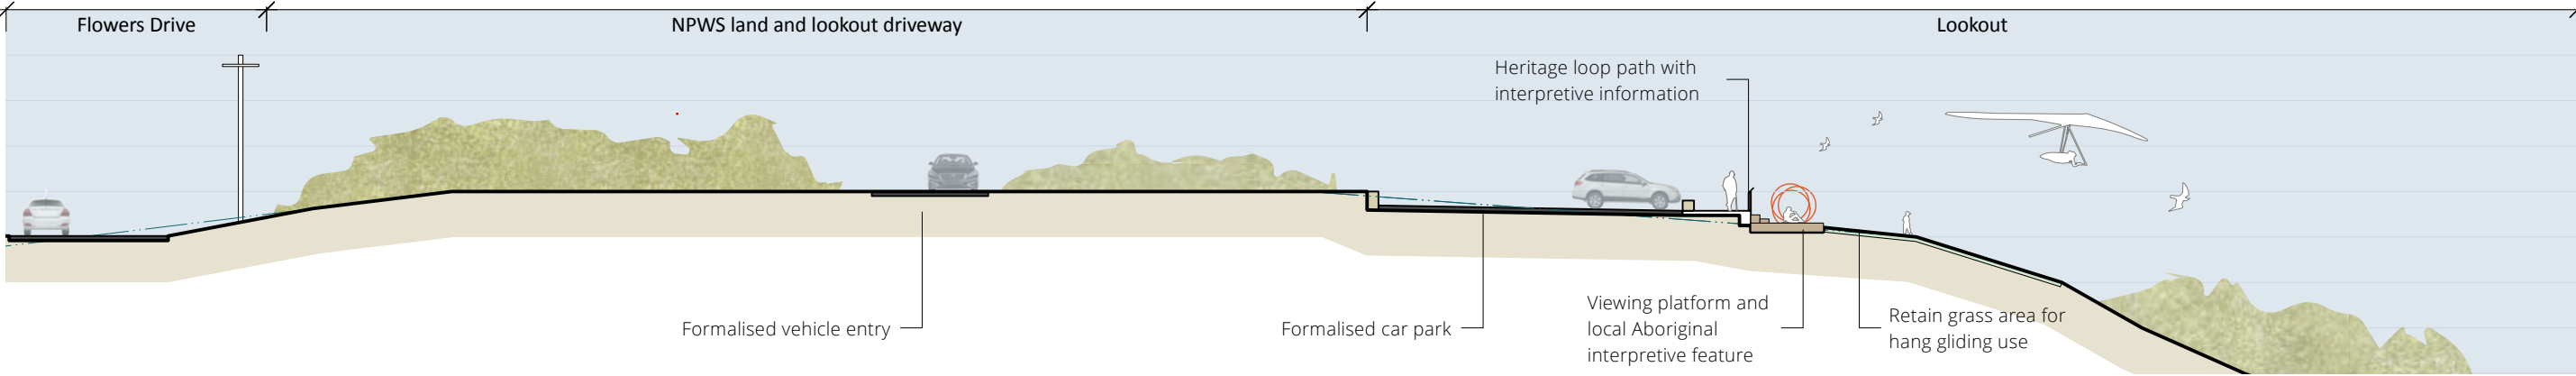 Flowers Drive
NPWS land and lookout driveway
Lookout
Heritage loop path with
interpretive information
Formalised vehicle entry
Formalised car park
Viewing platform and
local Aboriginal
interpretive feature
Retain grass area for
hang gliding use